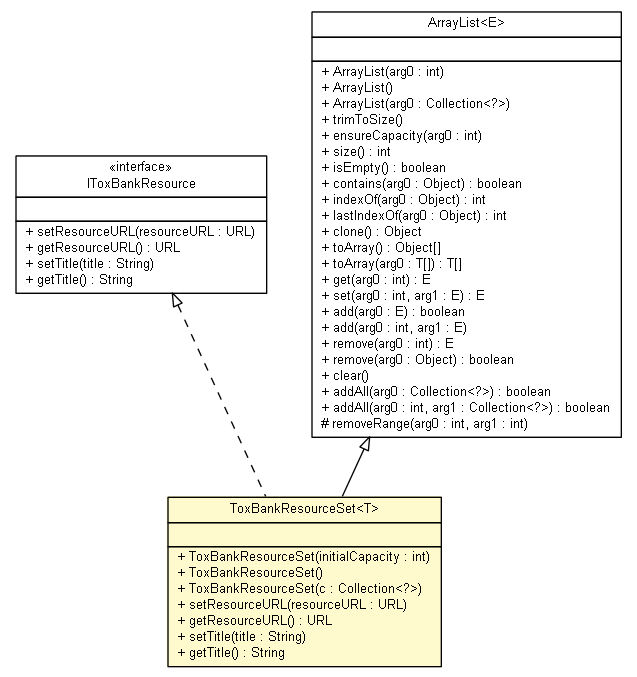 ArrayList<E>
+ ArrayList(arg0 : int)
+ ArrayList()
+ ArrayList(arg0 : Collection<?>)
+ trimToSize()
+ ensureCapacity(arg0 : int)
+ size() : int
+ isEmpty() : boolean
+ contains(arg0 : Object) : boolean
+ indexOf(arg0 : Object) : int
+ lastIndexOf(arg0 : Object) : int
+ clone() : Object
+ toArray() : Object[]
+ toArray(arg0 : T[]) : T[]
+ get(arg0 : int) : E
+ set(arg0 : int, arg1 : E) : E
+ add(arg0 : E) : boolean
+ add(arg0 : int, arg1 : E)
+ remove(arg0 : int) : E
+ remove(arg0 : Object) : boolean
+ clear()
+ addAll(arg0 : Collection<?>) : boolean
+ addAll(arg0 : int, arg1 : Collection<?>) : boolean
# removeRange(arg0 : int, arg1 : int)
«interface»
IToxBankResource
+ setResourceURL(resourceURL : URL)
+ getResourceURL() : URL
+ setTitle(title : String)
+ getTitle() : String
ToxBankResourceSet<T>
+ ToxBankResourceSet(initialCapacity : int)
+ ToxBankResourceSet()
+ ToxBankResourceSet(c : Collection<?>)
+ setResourceURL(resourceURL : URL)
+ getResourceURL() : URL
+ setTitle(title : String)
+ getTitle() : String